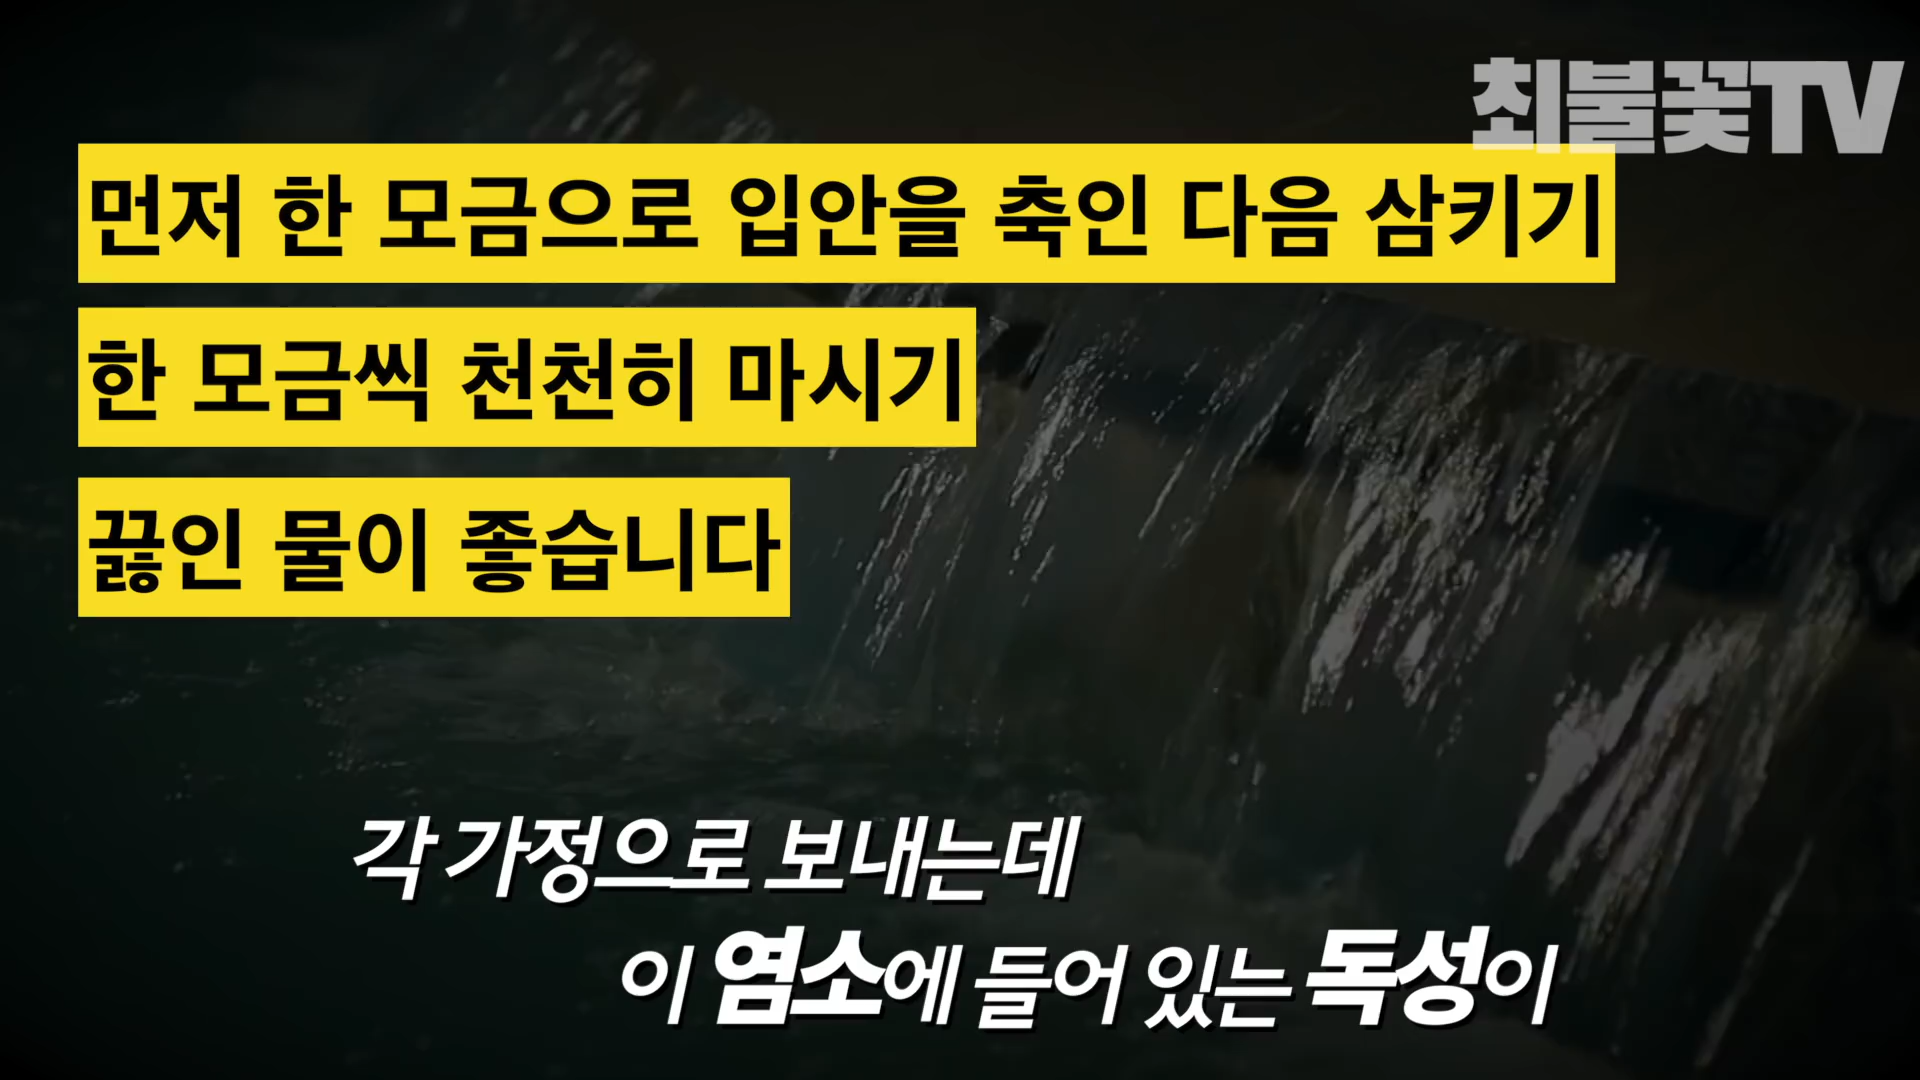 최불꽃TV
먼저 한 모금으로 입안을 축인 다음 삼키기
한 모금씩 천천히 마시기
끓인 물이 좋습니다
각 가정으로 보내는데
이 염소에 들어 있는 독성이